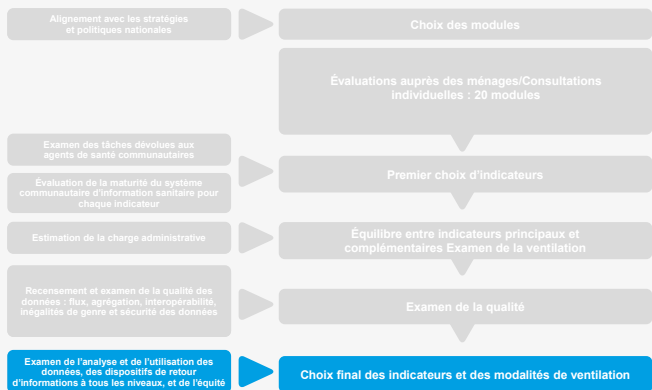 Alignement avec les stratégies
et politiques nationales
Choix des modules
Évaluations auprès des ménages/Consultations
individuelles : 20 modules
Examen des tâches dévolues aux
agents de santé communautaires
Évaluation de la maturité du système
communautaire d'information sanitaire pour
chaque indicateur
Premier choix d'indicateurs
Estimation de la charge administrative
Équilibre entre indicateurs principaux et
complémentaires Examen de la ventilation
Recensement et examen de la qualité des
données : flux, agrégation, interopérabilité,
inégalités de genre et sécurité des données
Examen de la qualité
Examen de l'analyse et de l'utilisation des
données, des dispositifs de retour
d'informations à tous les niveaux, et de l'équité
Choix final des indicateurs et des modalités de ventilation